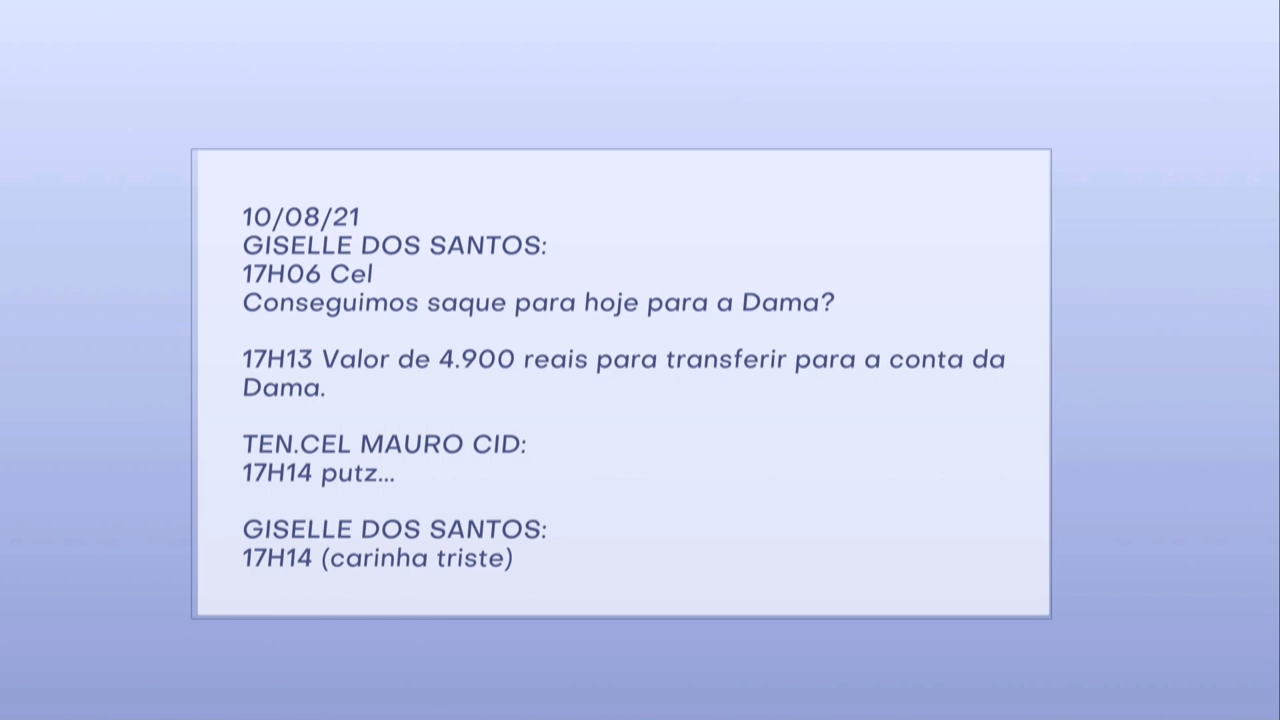 10/08/21
GISELLE DOS SANTOS:
17H06 Cel
Conseguimos saque para hoje para a Dama?
17H13 Valor de 4.900 reais para transferir para a conta da
Dama.
TEN.CEL MAURO CID:
17H14 putz...
GISELLE DOS SANTOS:
17H14 (carinha triste)